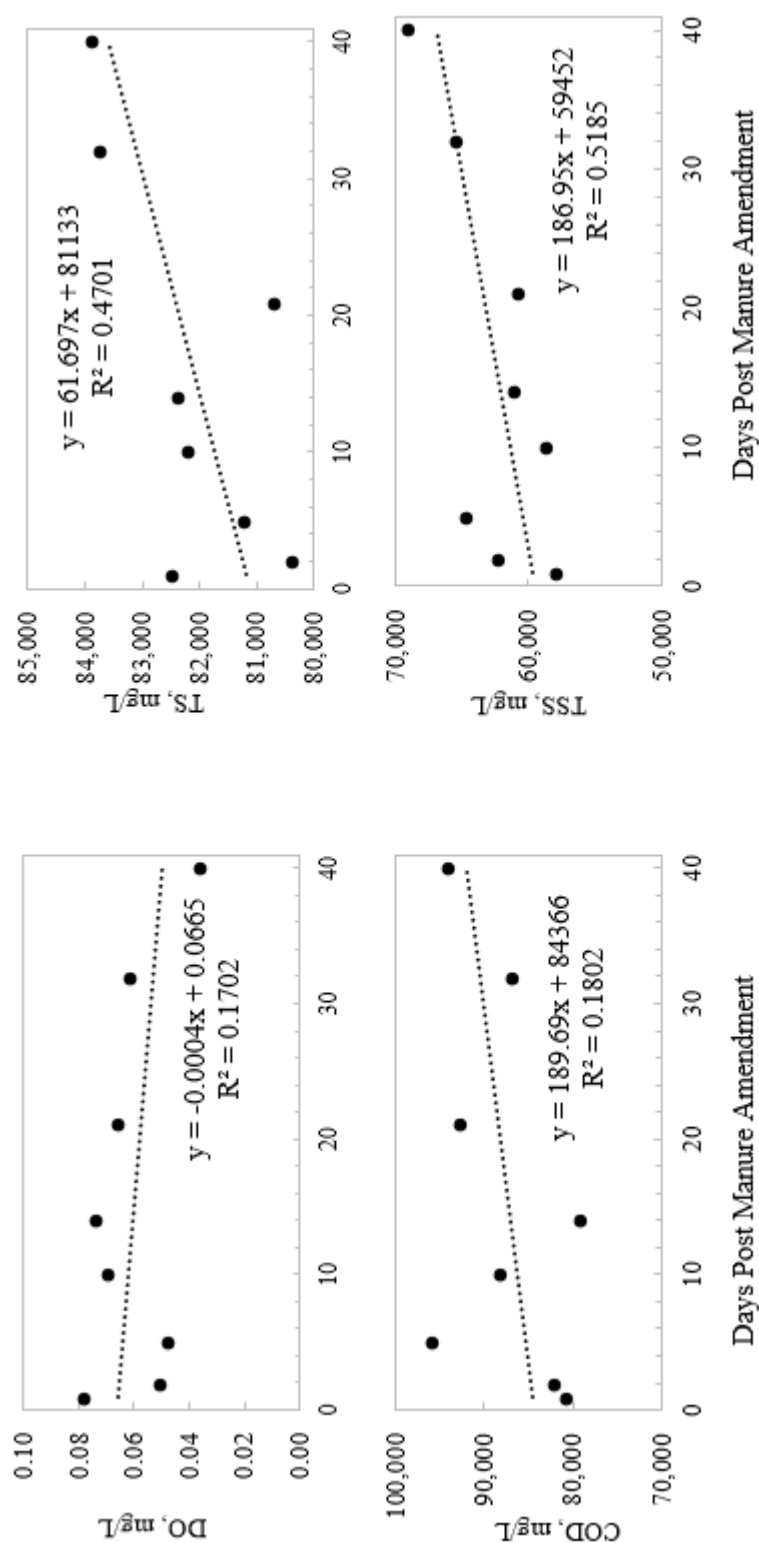 DO, mg/L
0.10
0.08
0.06
0.04
0.02
0.00
y = -0.0004x + 0.0665
R² = 0.1702
0
10
20
30
40
TS, mg/L
85,000
84,000
83,000
82,000
81,000
80,000
y = 61.697x + 81133
R² = 0.4701
0
10
20
30
40
COD, mg/L
100,000
90,000
80,000
70,000
y = 189.69x + 84366
R² = 0.1802
0
10
20
30
40
Days Post Manure Amendment
TSS, mg/L
70,000
60,000
50,000
y = 186.95x + 59452
R² = 0.5185
0
10
20
30
40
Days Post Manure Amendment